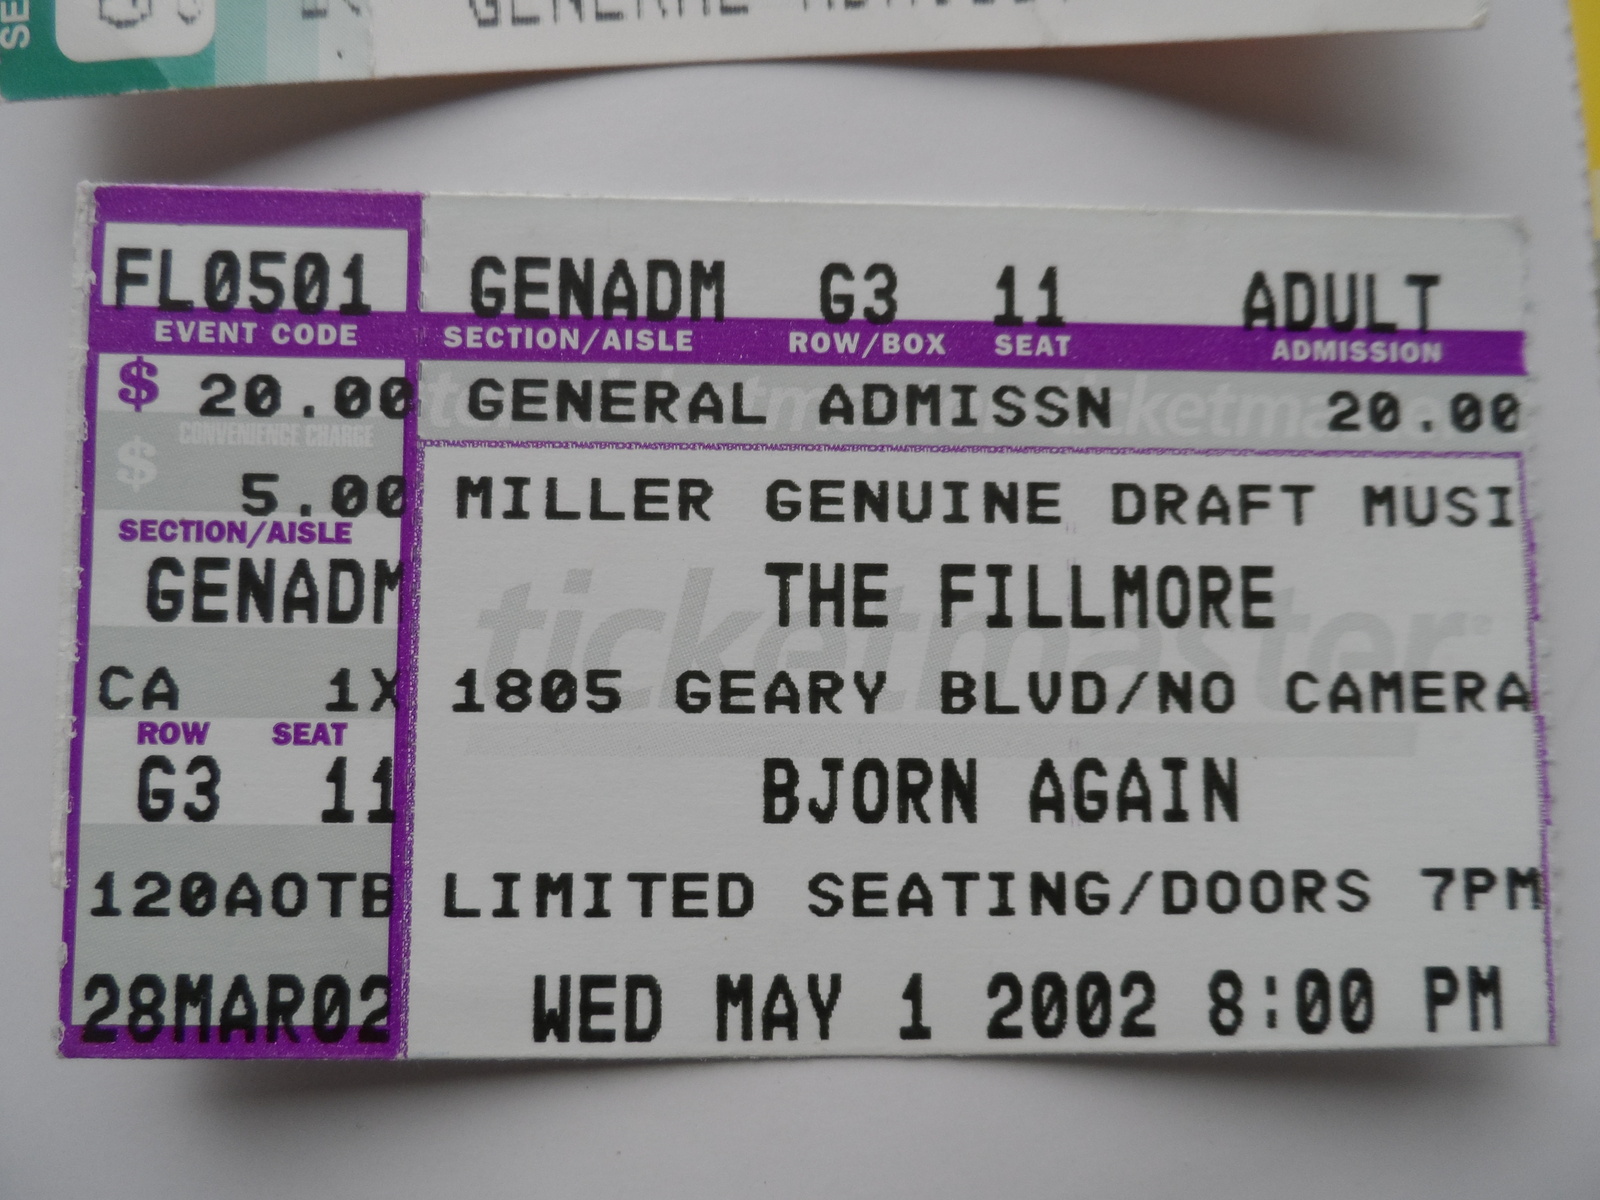 SE
GENERAL
FL0501
EVENT CODE
$ 20.00
CONVENIENCE CHARGE
$
5.00
SECTION/AISLE
GENADM
CA 1X
ROW SEAT
G3 11
120AOTB
28MAR02
GENADM G3 11 ADULT
SECTION/AISLE ROW/BOX SEAT ADMISSION
GENERAL ADMISSN 20.00
MILLER GENUINE DRAFT MUSI
THE FILLMORE
ticketmaster
1805 GEARY BLVD/NO CAMERA
BJORN AGAIN
LIMITED SEATING/DOORS 7PM
WED MAY 1 2002 8:00 PM